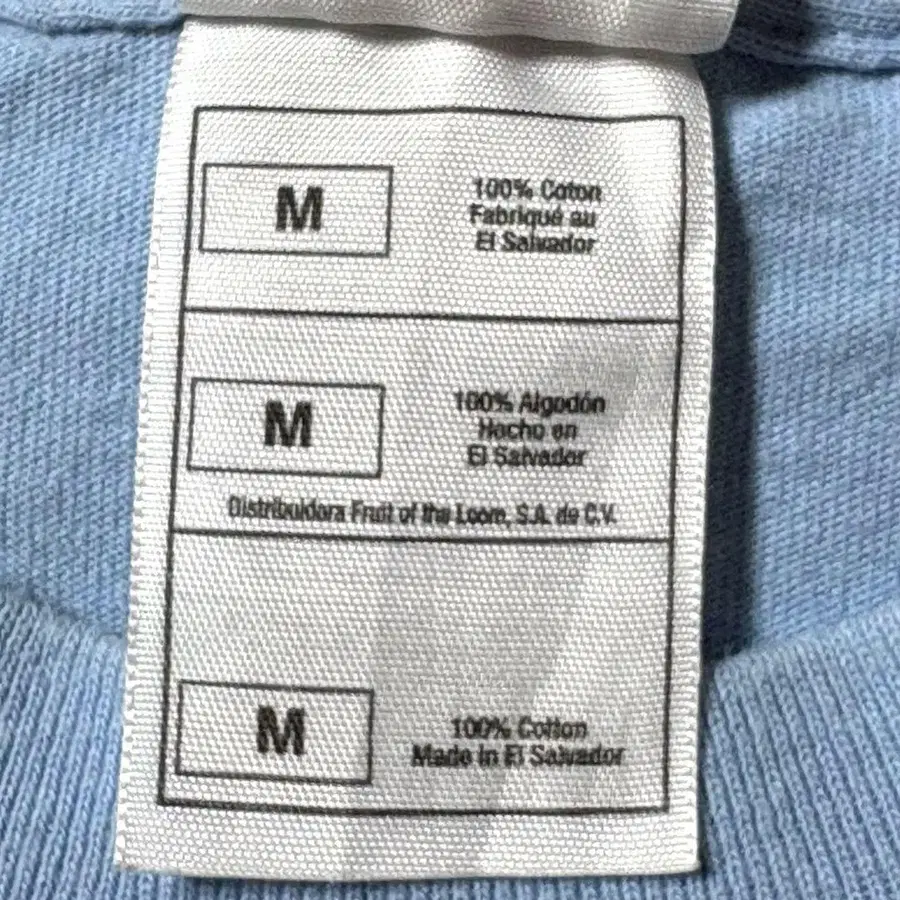 M
100% Coton
Fabriqué au
El Salvador
M
100% Algodón
Hecho en
El Salvador
Distribuidora Fruit of the Loom, S.A. de C.V.
M
100% Cotton
Made in El Salvador